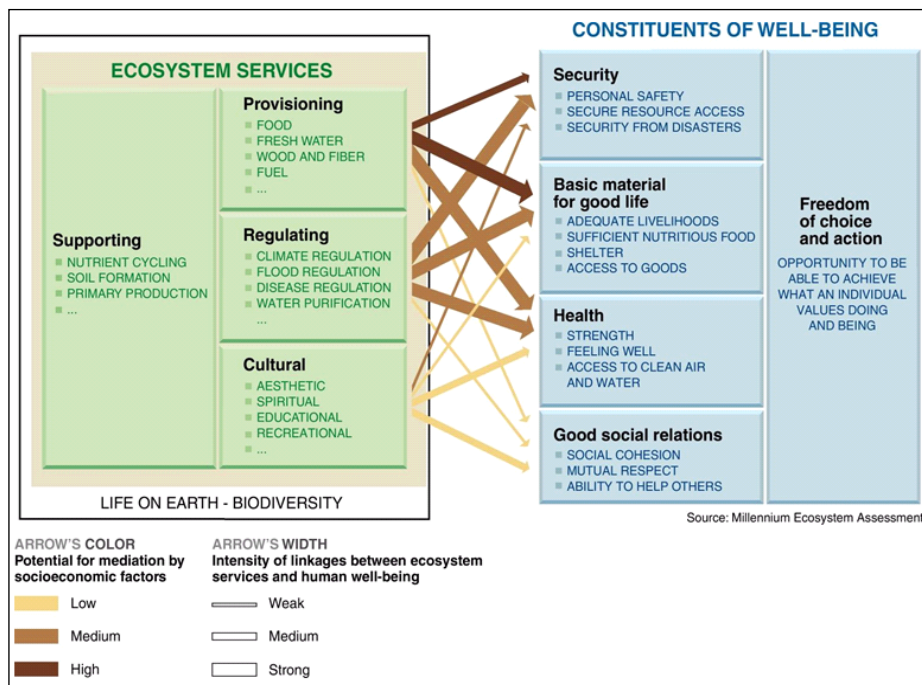 CONSTITUENTS OF WELL-BEING
ECOSYSTEM SERVICES
Supporting
NUTRIENT CYCLING
SOIL FORMATION
PRIMARY PRODUCTION
...
Provisioning
FOOD
FRESH WATER
WOOD AND FIBER
FUEL
...
Regulating
CLIMATE REGULATION
FLOOD REGULATION
DISEASE REGULATION
WATER PURIFICATION
...
Cultural
AESTHETIC
SPIRITUAL
EDUCATIONAL
RECREATIONAL
...
LIFE ON EARTH - BIODIVERSITY
Security
PERSONAL SAFETY
SECURE RESOURCE ACCESS
SECURITY FROM DISASTERS
Basic material
for good life
ADEQUATE LIVELIHOODS
SUFFICIENT NUTRITIOUS FOOD
SHELTER
ACCESS TO GOODS
Health
STRENGTH
FEELING WELL
ACCESS TO CLEAN AIR
AND WATER
Good social relations
SOCIAL COHESION
MUTUAL RESPECT
ABILITY TO HELP OTHERS
Freedom
of choice
and action
OPPORTUNITY TO BE
ABLE TO ACHIEVE
WHAT AN INDIVIDUAL
VALUES DOING
AND BEING
Source: Millennium Ecosystem Assessment
ARROW'S COLOR
Potential for mediation by
socioeconomic factors
Low
Medium
High
ARROW'S WIDTH
Intensity of linkages between ecosystem
services and human well-being
Weak
Medium
Strong